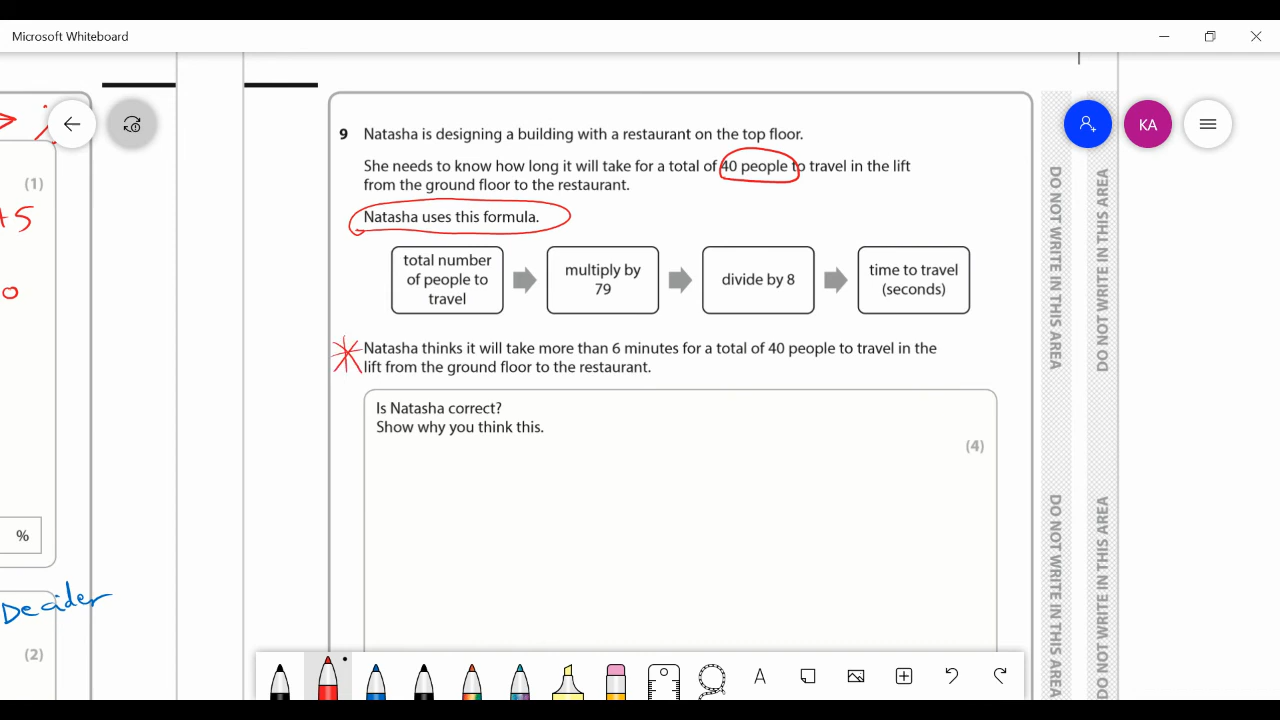 Microsoft Whiteboard
KA
(1)
+5
0
%
Decider
(2)
9 Natasha is designing a building with a restaurant on the top floor.
She needs to know how long it will take for a total of 40 people to travel in the lift
from the ground floor to the restaurant.
Natasha uses this formula.
total number
of people to
travel
multiply by
79
divide by 8
time to travel
(seconds)
Natasha thinks it will take more than 6 minutes for a total of 40 people to travel in the
lift from the ground floor to the restaurant.
Is Natasha correct?
Show why you think this.
(4)
DO NOT WRITE IN THIS AREA
DO NOT WRITE IN THIS AREA
DO NOT WRITE IN THIS AREA
DO NOT WRITE IN THIS AREA
A